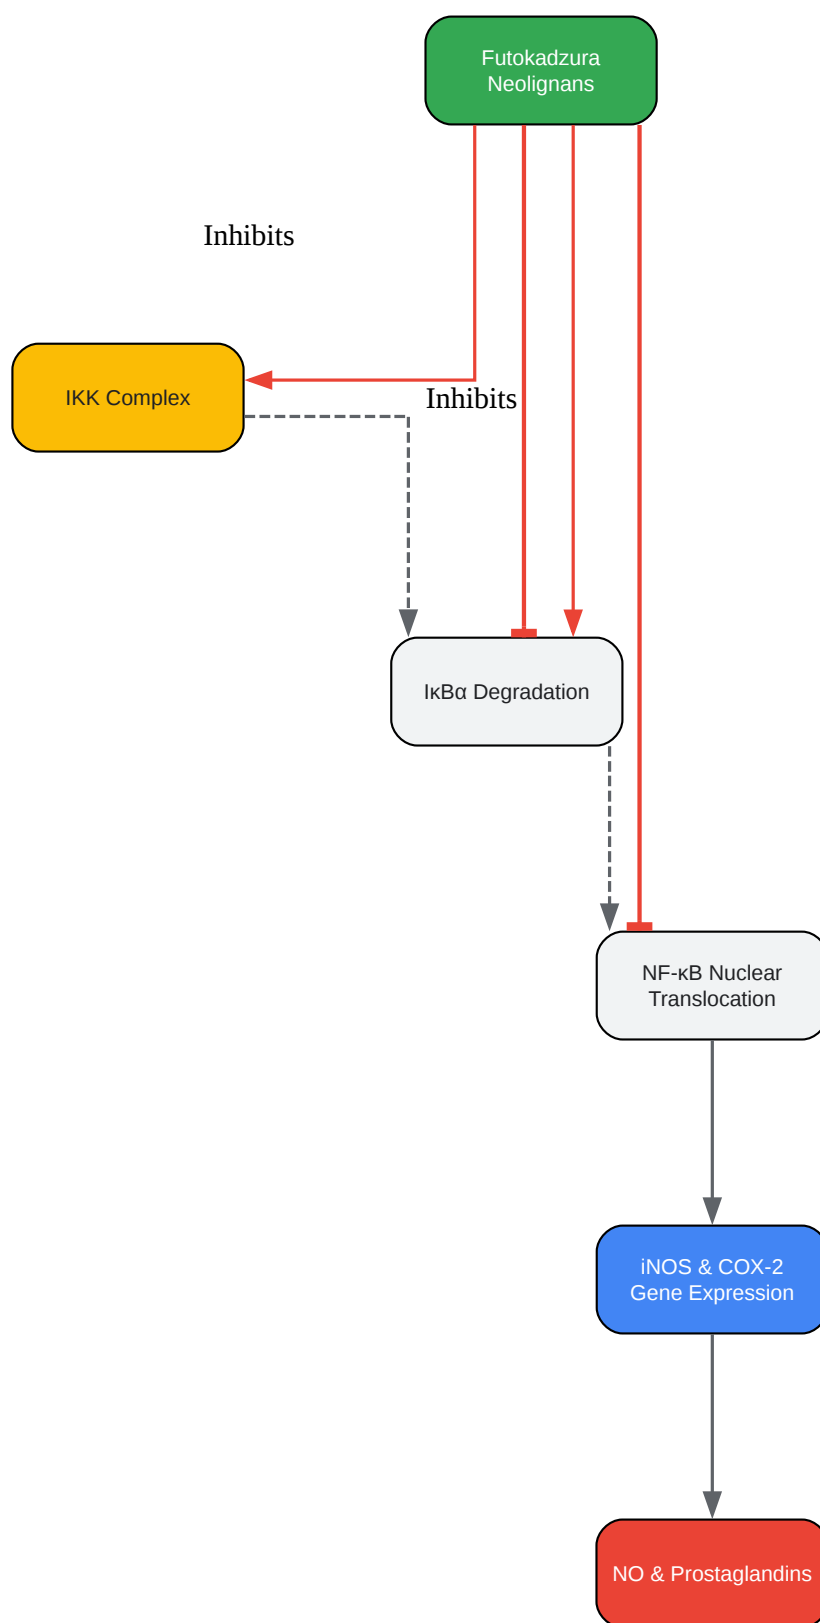 Futokadzura
Neolignans
Inhibits
IKK Complex
Inhibits
IκBα Degradation
NF-κB Nuclear
Translocation
iNOS & COX-2
Gene Expression
NO & Prostaglandins